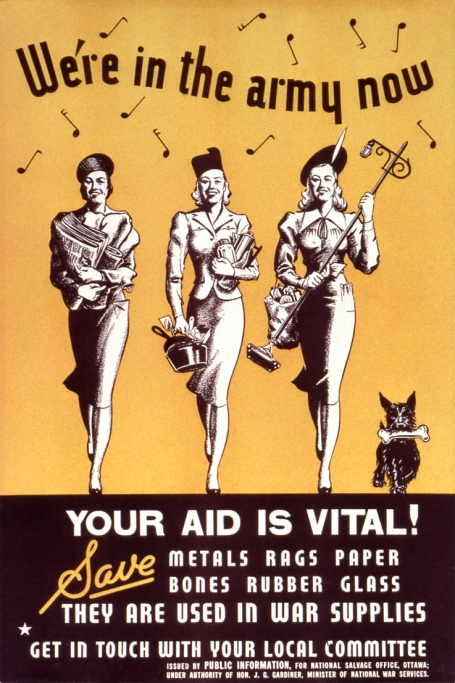 We're in the army now
YOUR AID IS VITAL!
Save METALS RAGS PAPER
BONES RUBBER GLASS
THEY ARE USED IN WAR SUPPLIES
GET IN TOUCH WITH YOUR LOCAL COMMITTEE
ISSUED BY PUBLIC INFORMATION, FOR NATIONAL SALVAGE OFFICE, OTTAWA;
UNDER AUTHORITY OF HON. J. G. GARDINER, MINISTER OF NATIONAL WAR SERVICES.